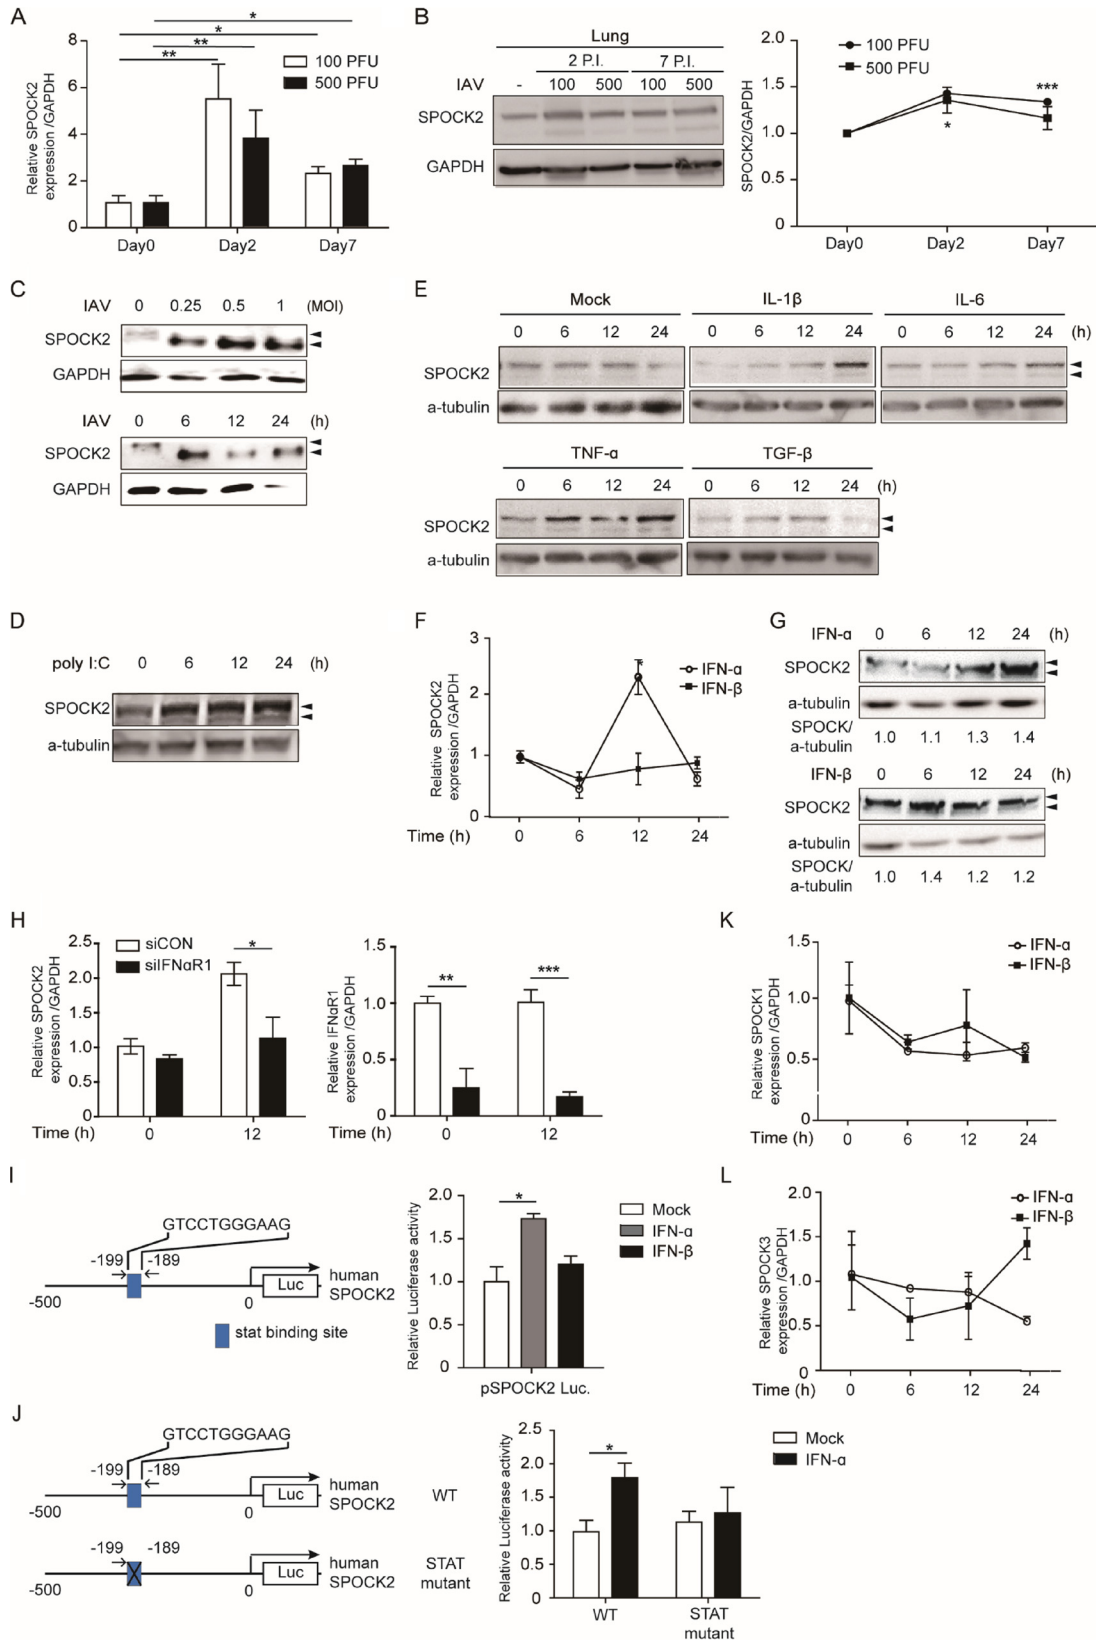 A
Relative SPOCK2
expression /GAPDH
8
6
4
2
0
*
*
**
**
100 PFU
500 PFU
Day0 Day2 Day7
B
Lung
2 P.I. 7 P.I.
IAV - 100 500 100 500
SPOCK2
GAPDH
SPOCK2/GAPDH
2.0
1.5
1.0
0.5
0
100 PFU
500 PFU
***
*
Day0 Day2 Day7
C
IAV 0 0.25 0.5 1 (MOI)
SPOCK2
GAPDH
IAV 0 6 12 24 (h)
SPOCK2
GAPDH
E
Mock IL-1β IL-6
0 6 12 24 0 6 12 24 0 6 12 24 (h)
SPOCK2
a-tubulin
TNF-α TGF-β
0 6 12 24 0 6 12 24 (h)
SPOCK2
a-tubulin
D
poly I:C 0 6 12 24 (h)
SPOCK2
a-tubulin
F
Relative SPOCK2
expression /GAPDH
3
2
1
0
*
IFN-α
IFN-β
Time (h) 0 6 12 24
G
IFN-α 0 6 12 24 (h)
SPOCK2
a-tubulin
SPOCK/
a-tubulin 1.0 1.1 1.3 1.4
IFN-β 0 6 12 24 (h)
SPOCK2
a-tubulin
SPOCK/
a-tubulin 1.0 1.4 1.2 1.2
H
Relative SPOCK2
expression /GAPDH
2.5
2.0
1.5
1.0
0.5
0
siCON
siIFNαR1
*
Time (h) 0 12
Relative IFNαR1
expression /GAPDH
1.5
1.0
0.5
0
**
***
Time (h) 0 12
K
Relative SPOCK1
expression /GAPDH
1.5
1.0
0.5
0
IFN-α
IFN-β
Time (h) 0 6 12 24
I
GTCCTGGGAAG
-199 -189
-500 0
Luc
human
SPOCK2
stat binding site
Relative Luciferase activity
2.0
1.5
1.0
0.5
0
*
Mock
IFN-α
IFN-β
pSPOCK2 Luc.
L
Relative SPOCK3
expression /GAPDH
2.0
1.5
1.0
0.5
0
IFN-α
IFN-β
Time (h) 0 6 12 24
J
GTCCTGGGAAG
-199 -189
-500 0
Luc
human
SPOCK2
WT
-199 -189
-500 0
Luc
human
SPOCK2
STAT
mutant
Relative Luciferase activity
2.5
2.0
1.5
1.0
0.5
0
*
Mock
IFN-α
WT STAT
mutant